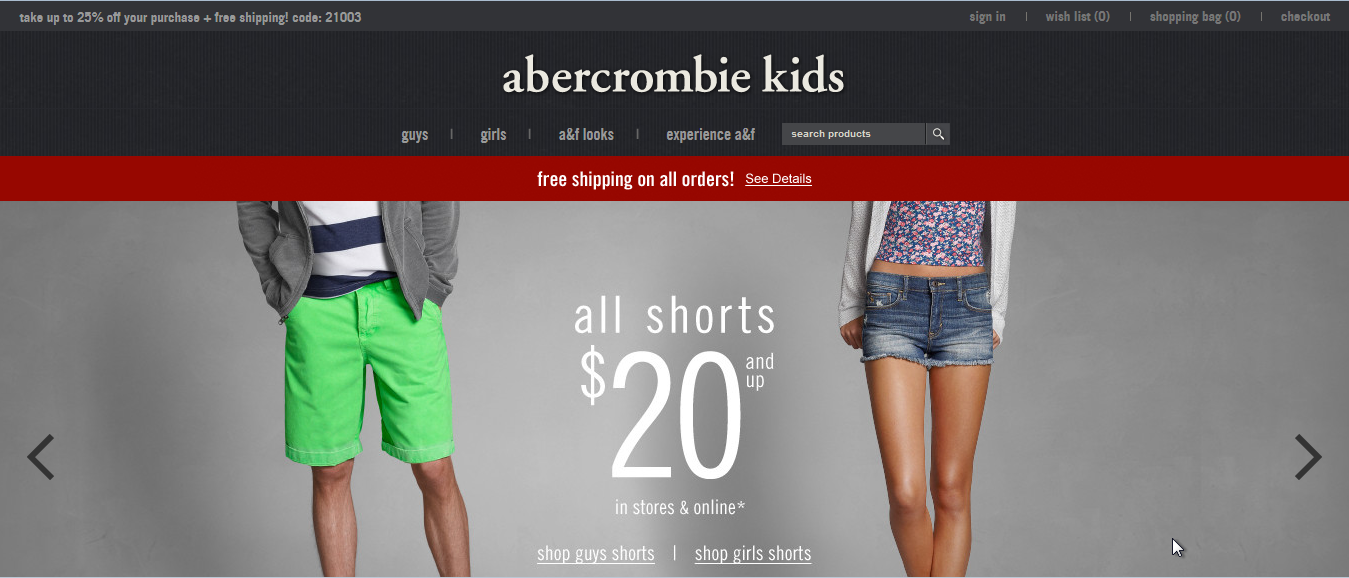 take up to 25% off your purchase + free shipping! code: 21003
sign in | wish list (0) | shopping bag (0) | checkout
abercrombie kids
guys | girls | a&f looks | experience a&f
search products
free shipping on all orders! See Details
all shorts
$20 and up
in stores & online*
shop guys shorts | shop girls shorts